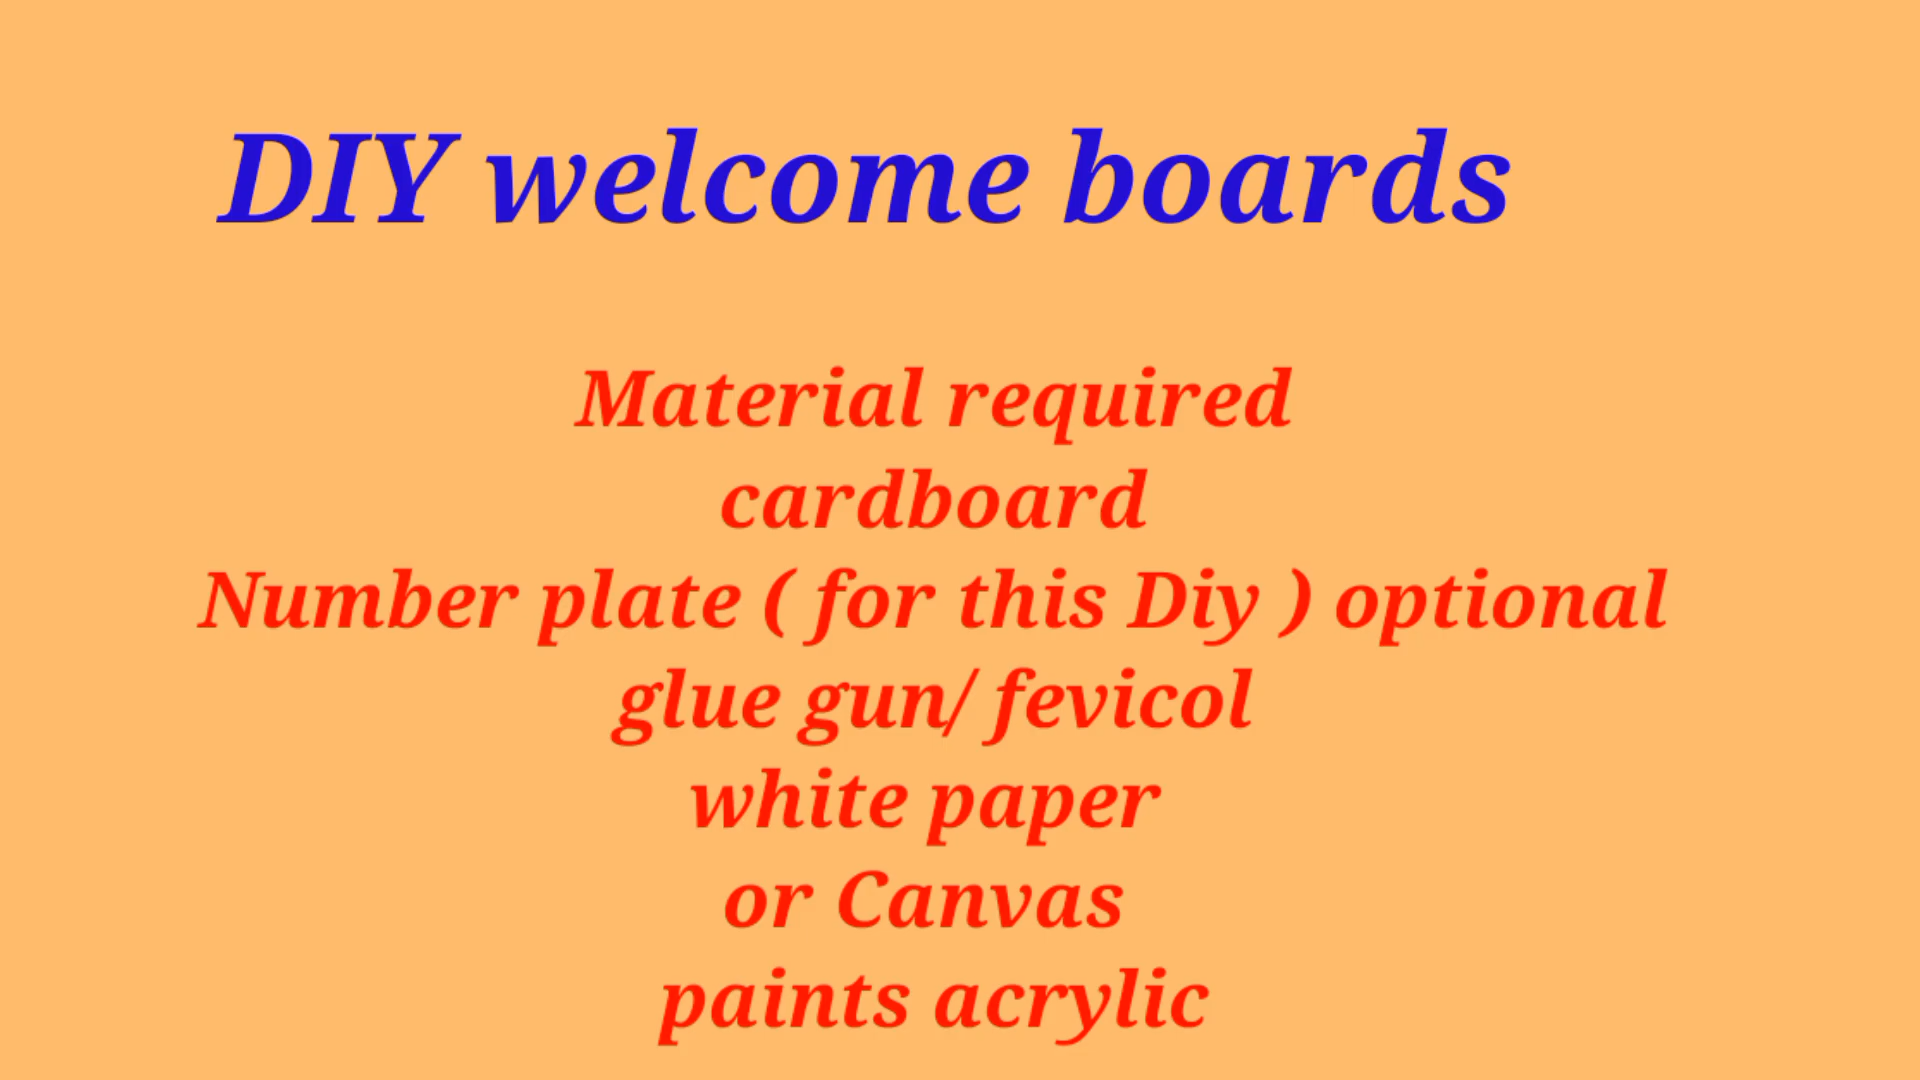 DIY welcome boards
Material required
cardboard
Number plate ( for this Diy ) optional
glue gun/ fevicol
white paper
or Canvas
paints acrylic